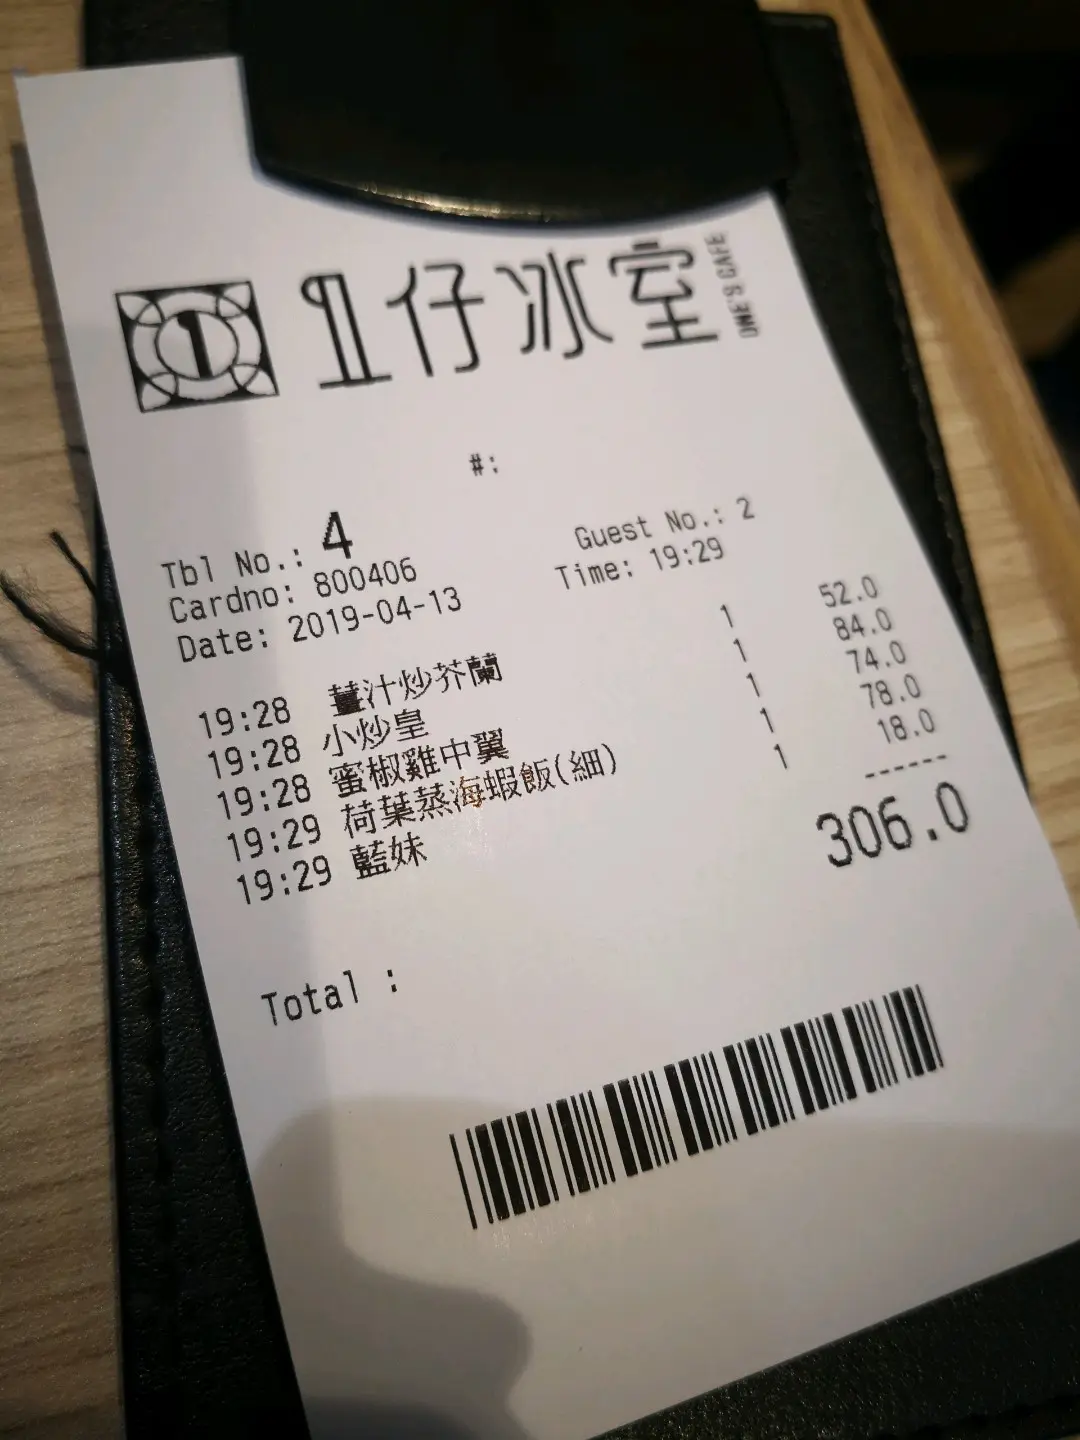 1 1仔冰室 ONE'S CAFE
#:
Tbl No.: 4 Guest No.: 2
Cardno: 800406 Time: 19:29
Date: 2019-04-13
19:28 薑汁炒芥蘭 1 52.0
19:28 小炒皇 1 84.0
19:28 蜜椒雞中翼 1 74.0
19:29 荷葉蒸海蝦飯(細) 1 78.0
19:29 藍妹 1 18.0
------
306.0
Total :